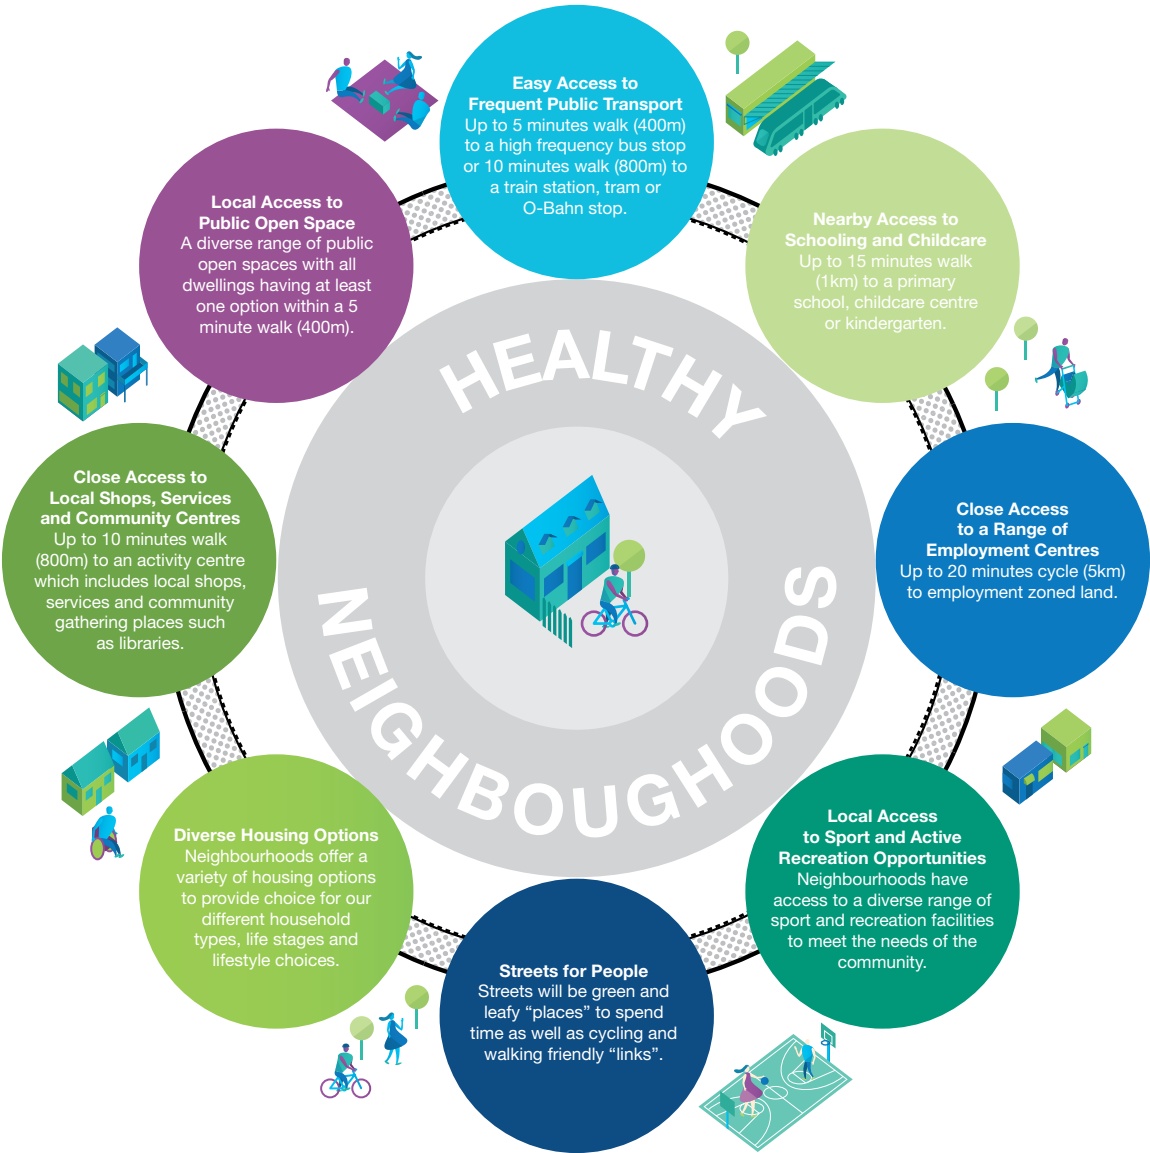 Easy Access to
Frequent Public Transport
Up to 5 minutes walk (400m)
to a high frequency bus stop
or 10 minutes walk (800m) to
a train station, tram or
O-Bahn stop.
Nearby Access to
Schooling and Childcare
Up to 15 minutes walk
(1km) to a primary
school, childcare centre
or kindergarten.
Close Access
to a Range of
Employment Centres
Up to 20 minutes cycle (5km)
to employment zoned land.
Local Access
to Sport and Active
Recreation Opportunities
Neighbourhoods have
access to a diverse range of
sport and recreation facilities
to meet the needs of the
community.
Streets for People
Streets will be green and
leafy “places” to spend
time as well as cycling and
walking friendly “links”.
Diverse Housing Options
Neighbourhoods offer a
variety of housing options
to provide choice for our
different household
types, life stages and
lifestyle choices.
Close Access to
Local Shops, Services
and Community Centres
Up to 10 minutes walk
(800m) to an activity centre
which includes local shops,
services and community
gathering places such
as libraries.
Local Access to
Public Open Space
A diverse range of public
open spaces with all
dwellings having at least
one option within a 5
minute walk (400m).
HEALTHY
NEIGHBOUGHOODS